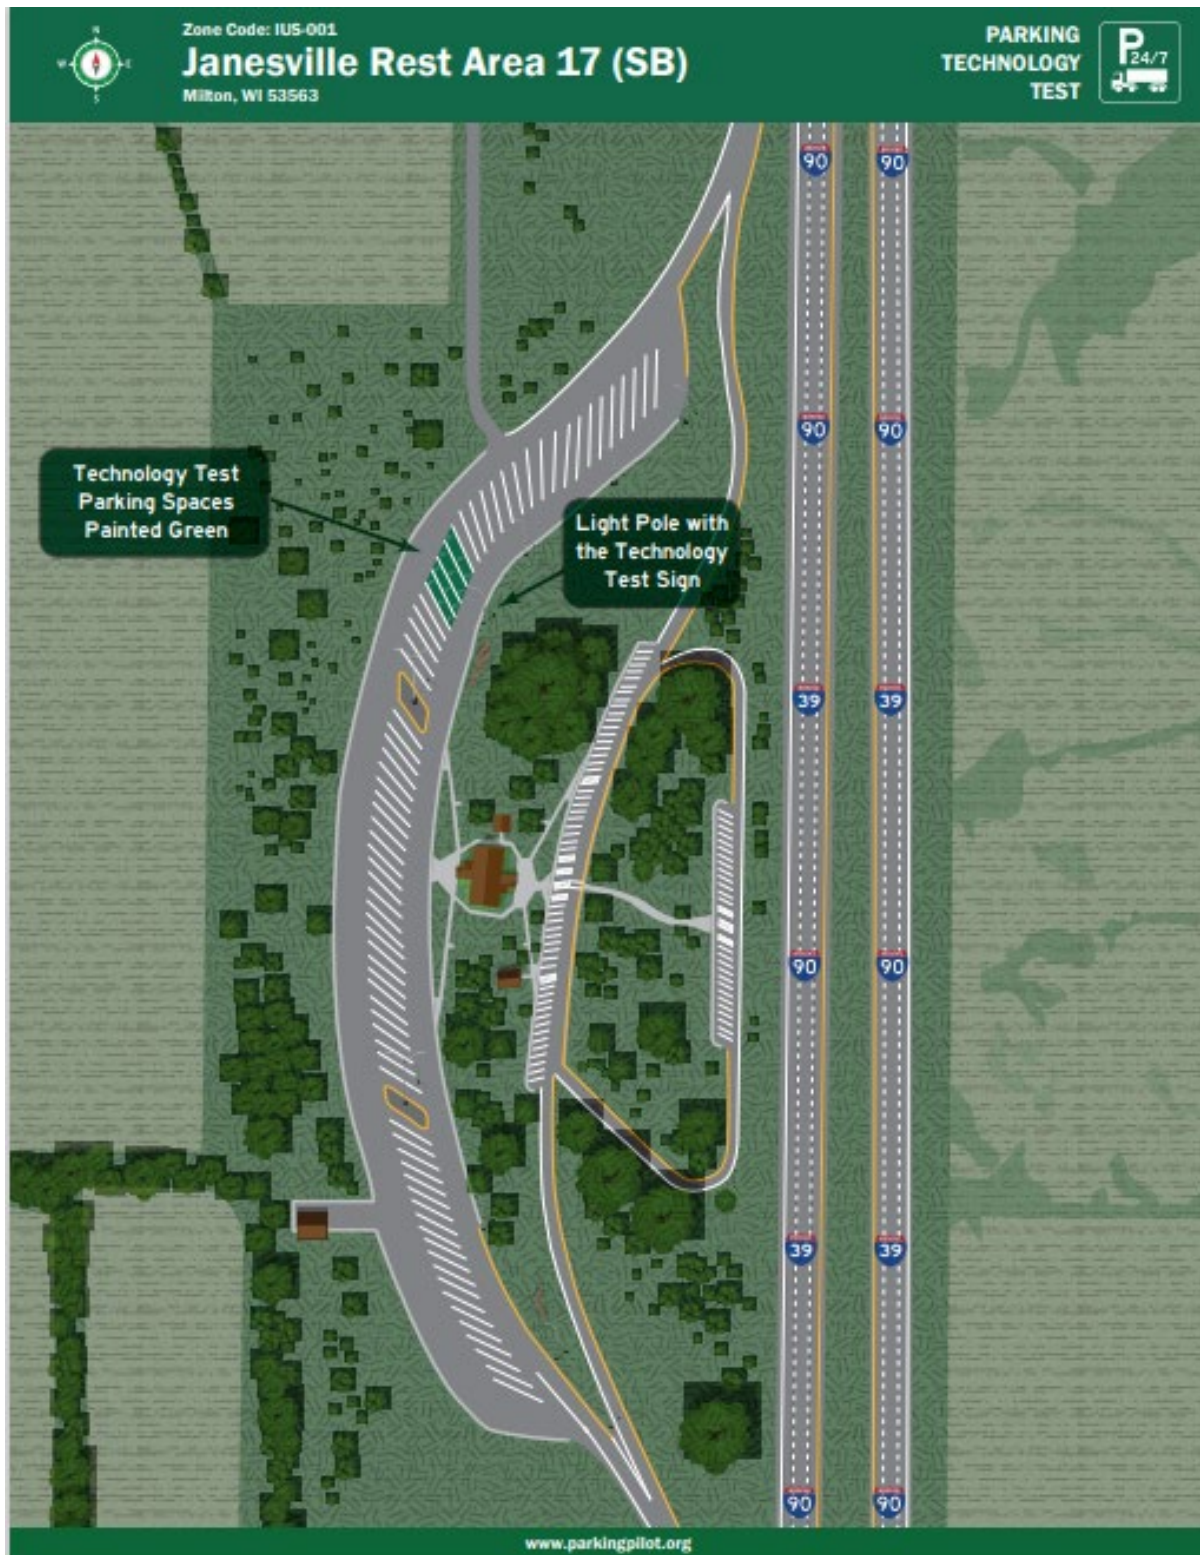 Zone Code: IUS-001
Janesville Rest Area 17 (SB)
Milton, WI 53563
PARKING
TECHNOLOGY
TEST
P
24/7
N
W
E
S
90 90
90 90
Technology Test
Parking Spaces
Painted Green
Light Pole with
the Technology
Test Sign
39 39
90 90
39 39
90 90
www.parkingpilot.org